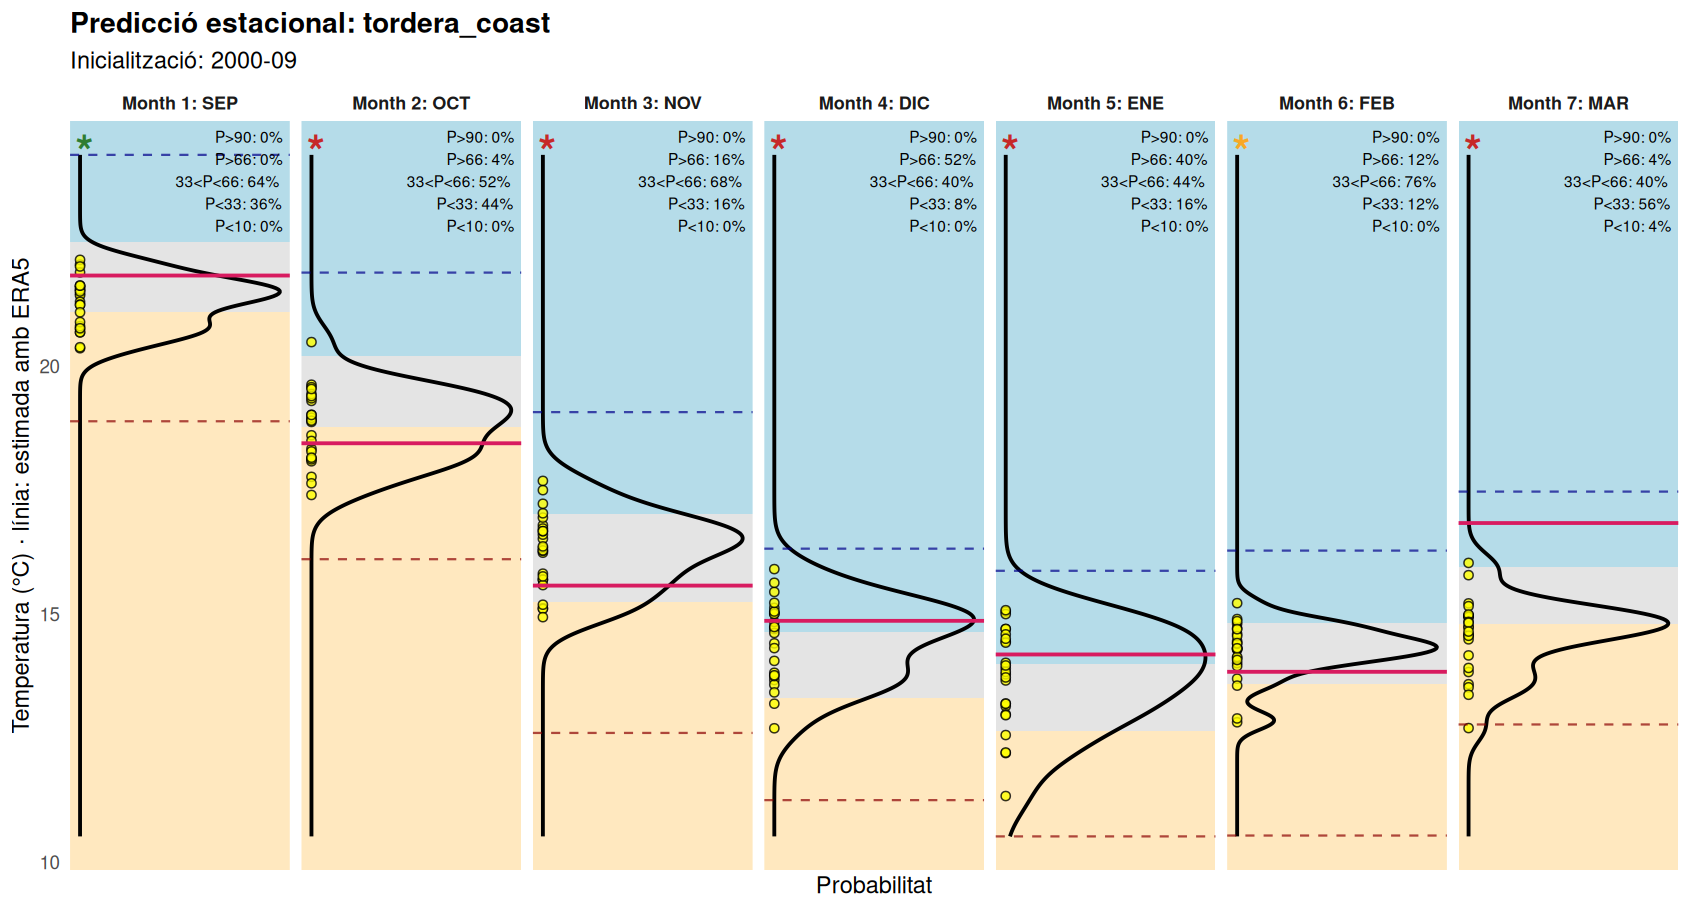 Predicció estacional: tordera_coast
Inicialització: 2000-09
Month 1: SEP
Month 2: OCT
Month 3: NOV
Month 4: DIC
Month 5: ENE
Month 6: FEB
Month 7: MAR
*
P>90: 0%
P>66: 0%
33<P<66: 64%
P<33: 36%
P<10: 0%
*
P>90: 0%
P>66: 4%
33<P<66: 52%
P<33: 44%
P<10: 0%
*
P>90: 0%
P>66: 16%
33<P<66: 68%
P<33: 16%
P<10: 0%
*
P>90: 0%
P>66: 52%
33<P<66: 40%
P<33: 8%
P<10: 0%
*
P>90: 0%
P>66: 40%
33<P<66: 44%
P<33: 16%
P<10: 0%
*
P>90: 0%
P>66: 12%
33<P<66: 76%
P<33: 12%
P<10: 0%
*
P>90: 0%
P>66: 4%
33<P<66: 40%
P<33: 56%
P<10: 4%
Temperatura (°C) · línia: estimada amb ERA5
20
15
10
Probabilitat